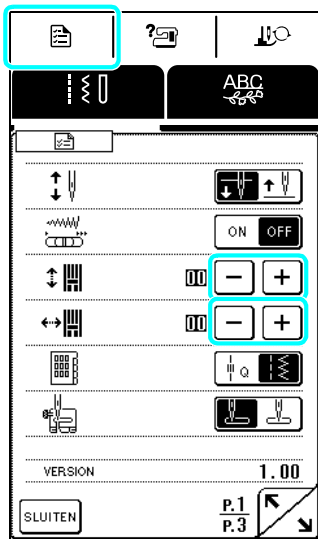 ?
ABC
ON OFF
00 - +
00 - +
Q
VERSION 1.00
SLUITEN P.1
P.3